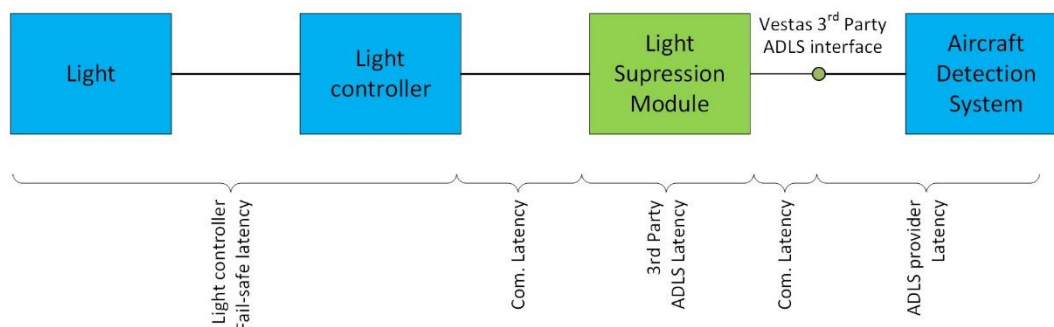 Light
Light
controller
Light
Supression
Module
Vestas 3rd Party
ADLS interface
Aircraft
Detection
System
Light controller
Fail-safe latency
Com. Latency
3rd Party
ADLS Latency
Com. Latency
ADLS provider
Latency